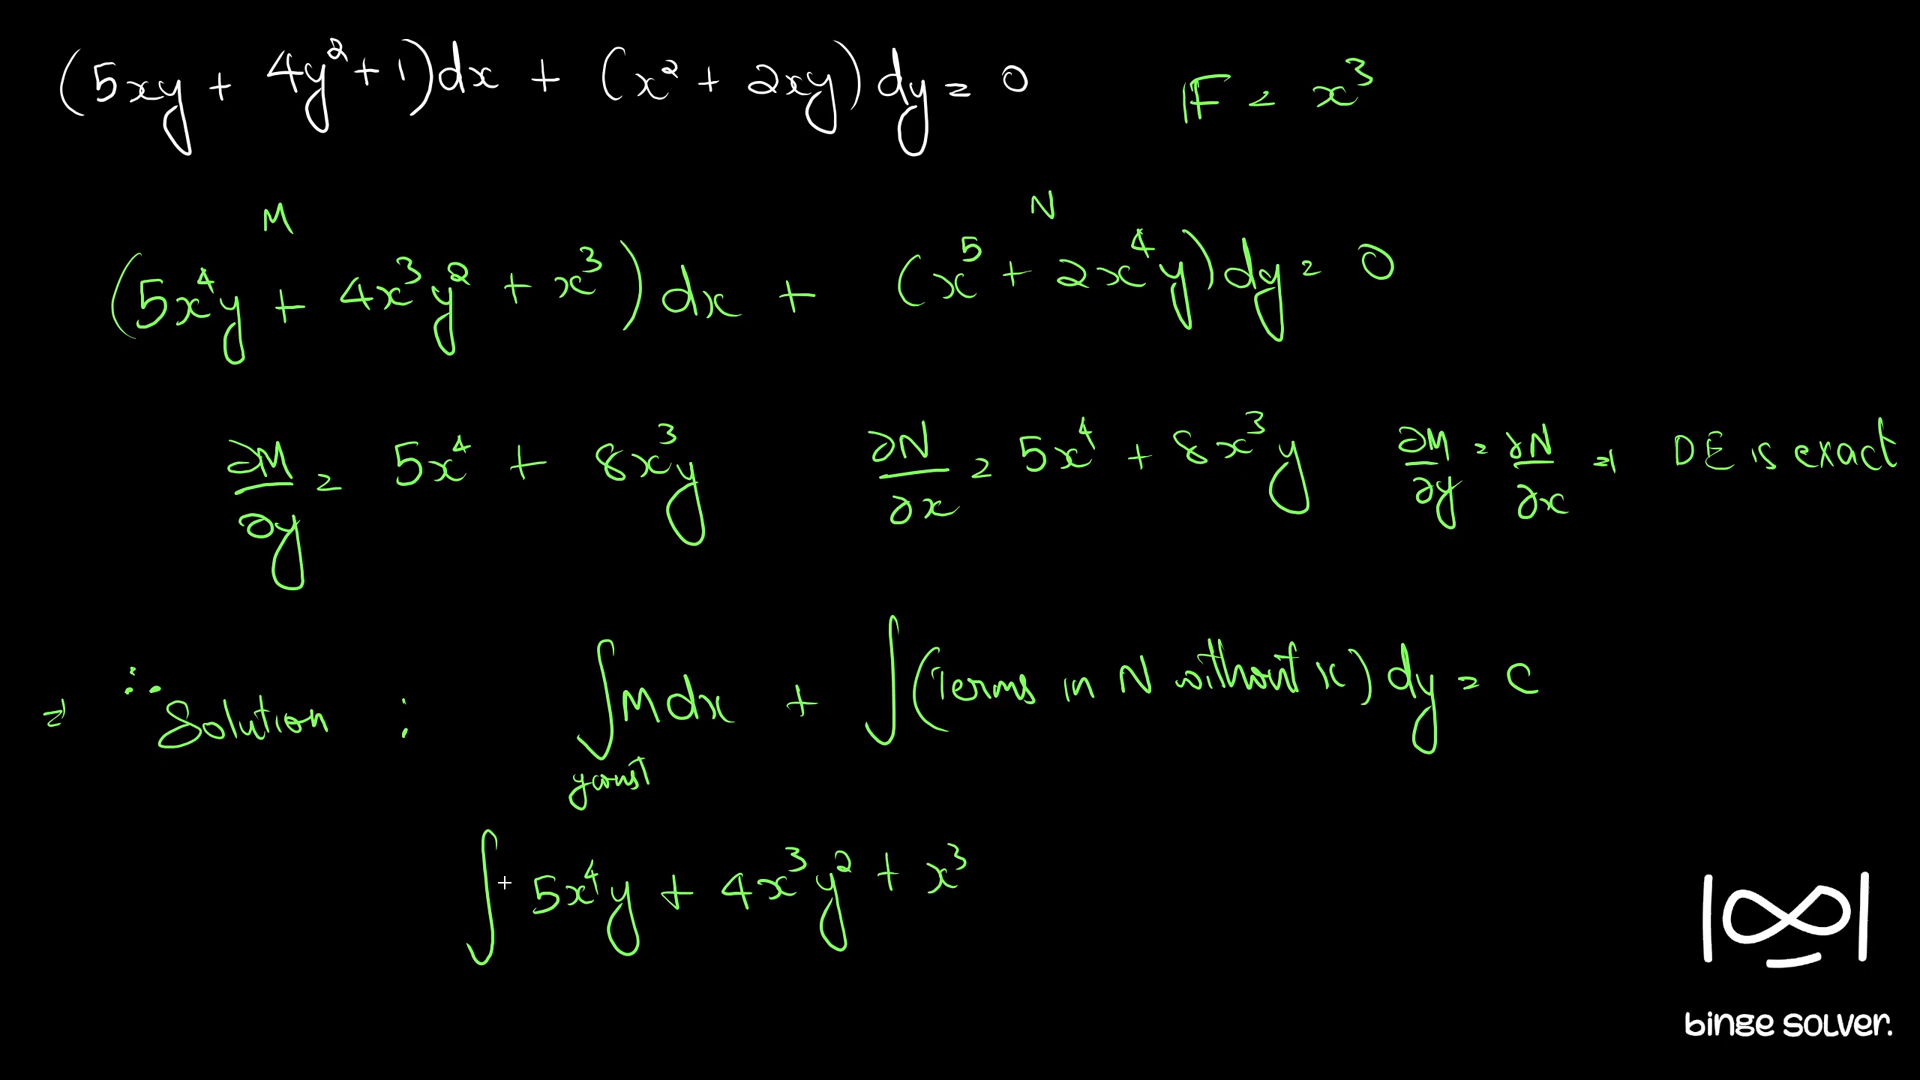 (5xy + 4y² + 1)dx + (x² + 2xy) dy = 0 IF = x³
M N
(5x⁴y + 4x³y² + x³) dx + (x⁵ + 2x⁴y) dy = 0
∂M/∂y = 5x⁴ + 8x³y ∂N/∂x = 5x⁴ + 8x³y ∂M/∂y = ∂N/∂x ⇒ DE is exact
⇒ ∴ Solution : ∫M dx + ∫(Terms in N without x) dy = C
y const
∫ 5x⁴y + 4x³y² + x³
binge solver.